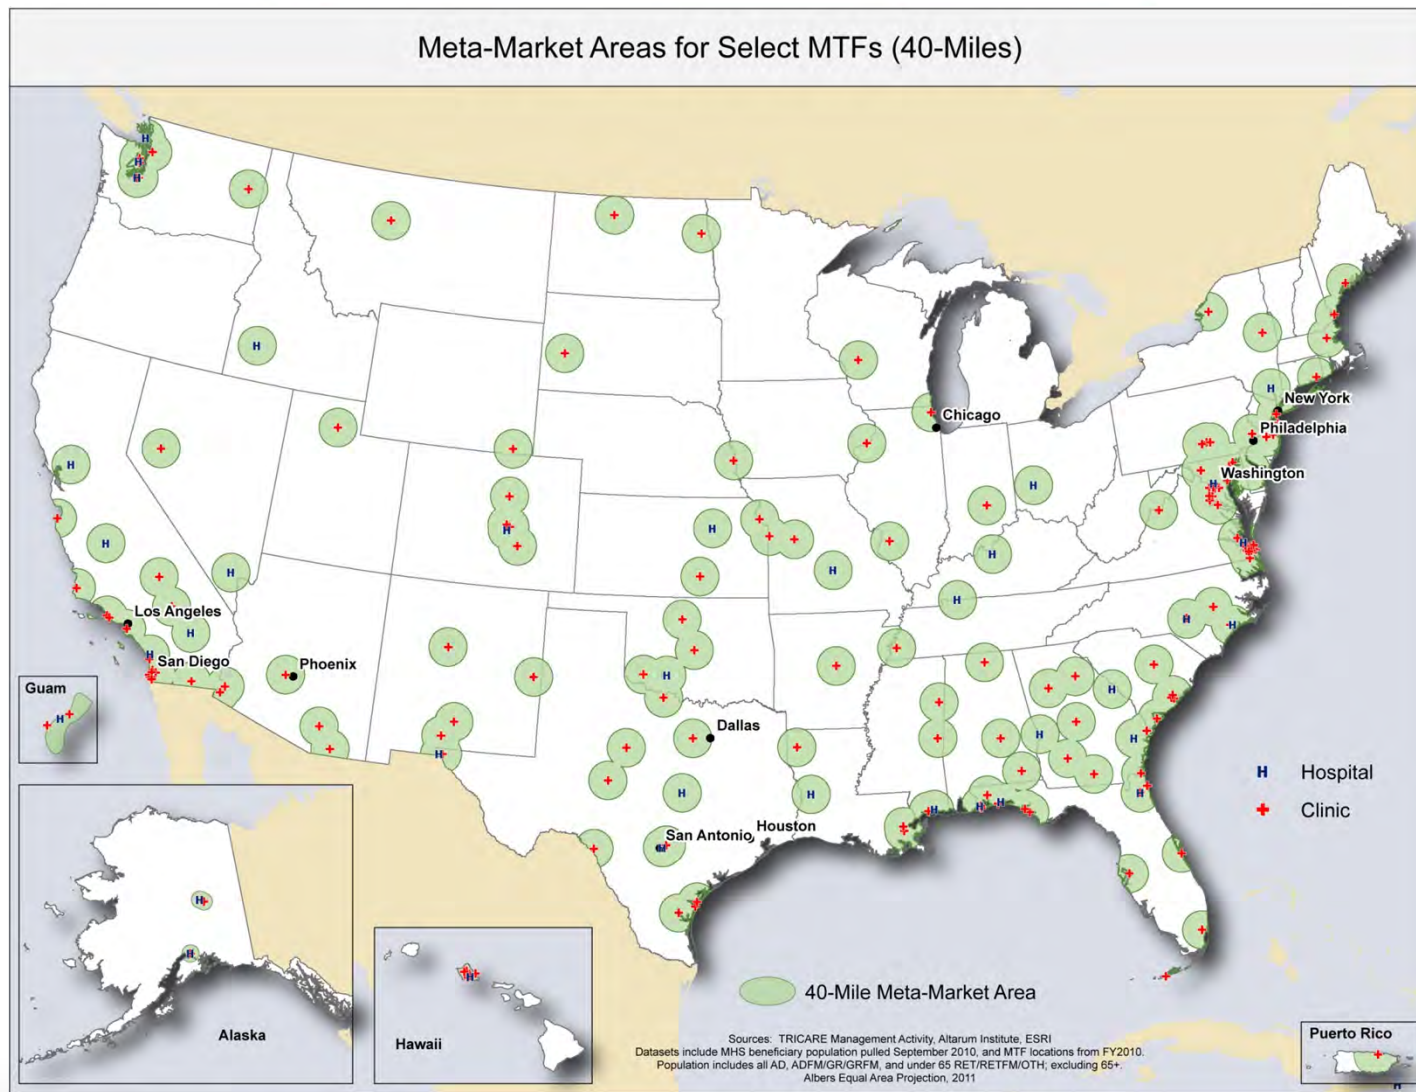 Meta-Market Areas for Select MTFs (40-Miles)
Chicago
New York
Philadelphia
Washington
Los Angeles
San Diego
Phoenix
Guam
Dallas
Hospital
Clinic
San Antonio
Houston
40-Mile Meta-Market Area
Alaska
Hawaii
Puerto Rico
Sources: TRICARE Management Activity, Altarum Institute, ESRI
Datasets include MHS beneficiary population pulled September 2010, and MTF locations from FY2010.
Population includes all AD, ADFM/GR/GRFM, and under 65 RET/RETFM/OTH; excluding 65+.
Albers Equal Area Projection, 2011